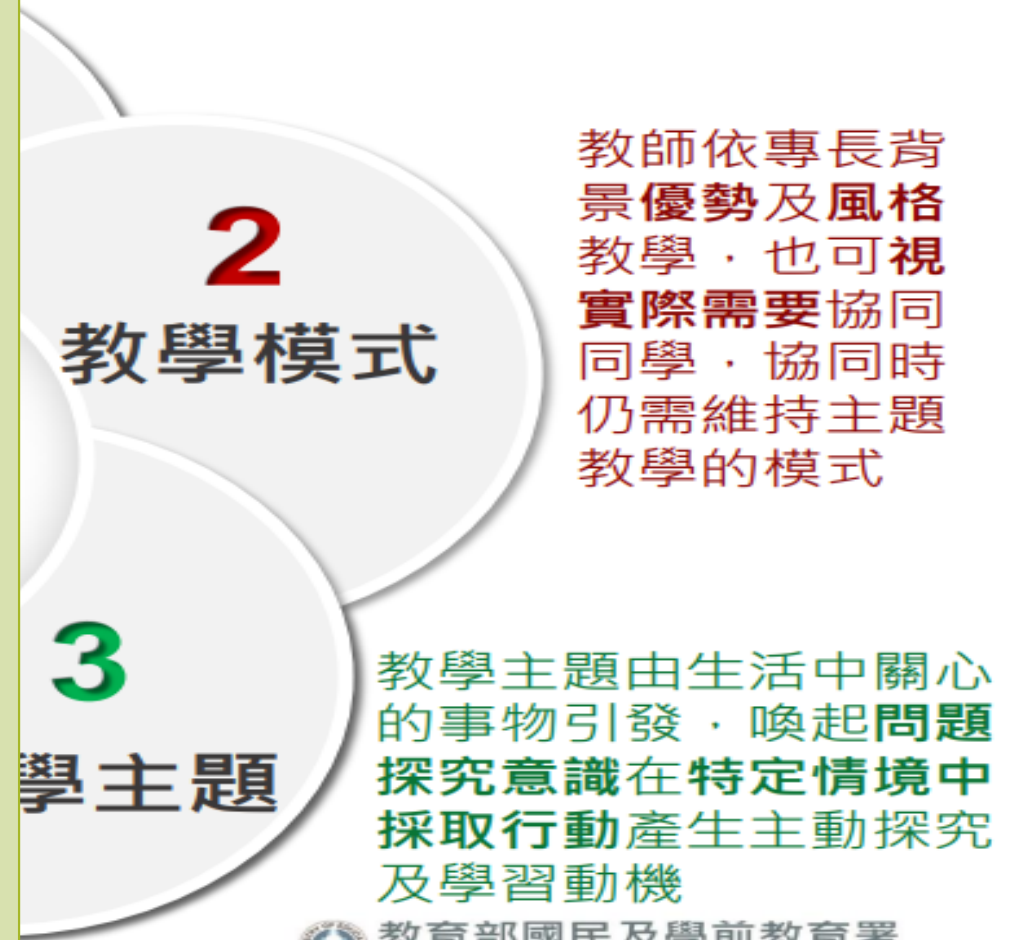 2
教學模式
教師依專長背
景優勢及風格
教學，也可視
實際需要協同
同學，協同時
仍需維持主題
教學的模式
3
學主題
教學主題由生活中關心
的事物引發，喚起問題
探究意識在特定情境中
採取行動產生主動探究
及學習動機
教育部國民及學前教育署